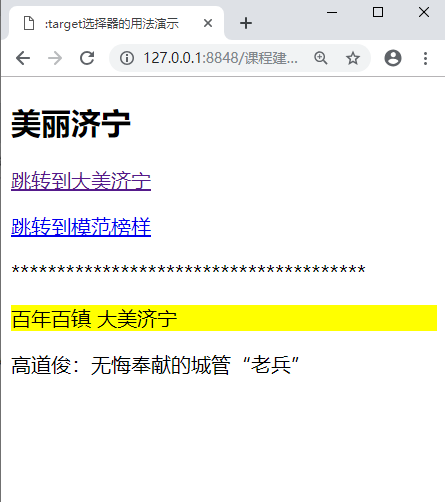 :target选择器的用法演示
127.0.0.1:8848/课程建...
美丽济宁
跳转到大美济宁
跳转到模范榜样
***************************************
百年百镇 大美济宁
高道俊：无悔奉献的城管“老兵”